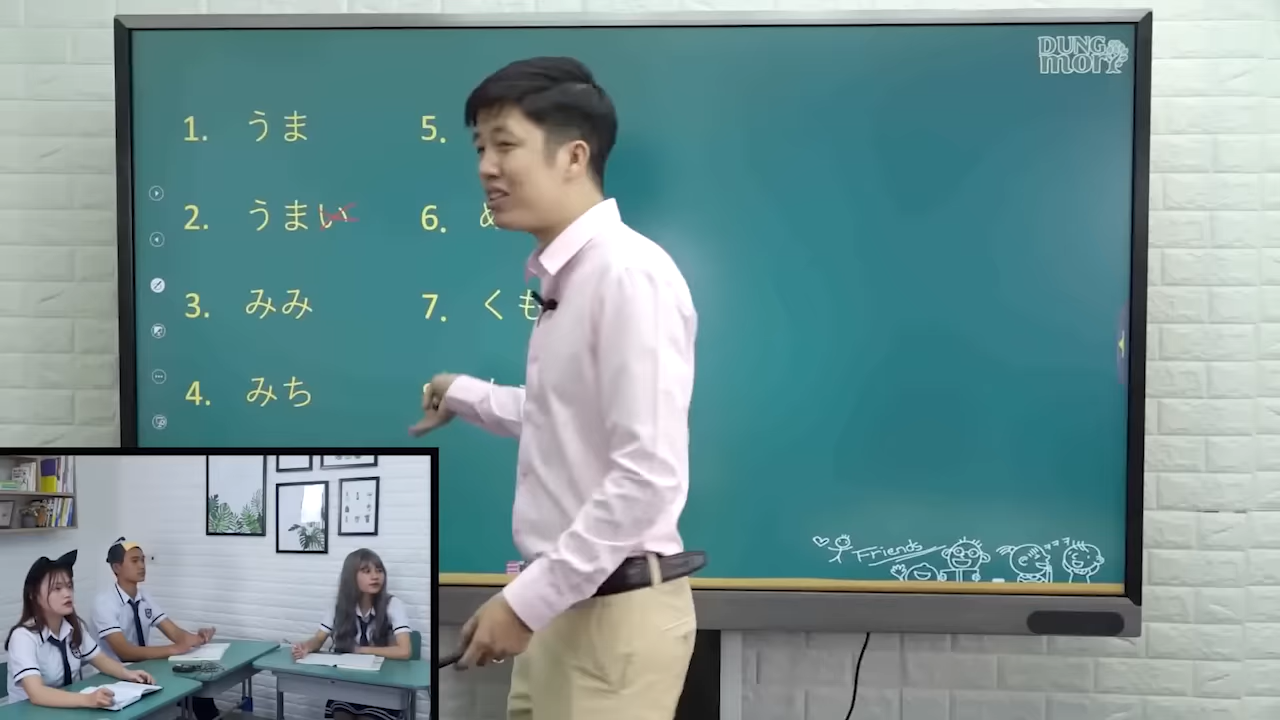 DUNG
mori
1. うま
2. うまい
3. みみ
4. みち
5.
6.
7. くも
Friends